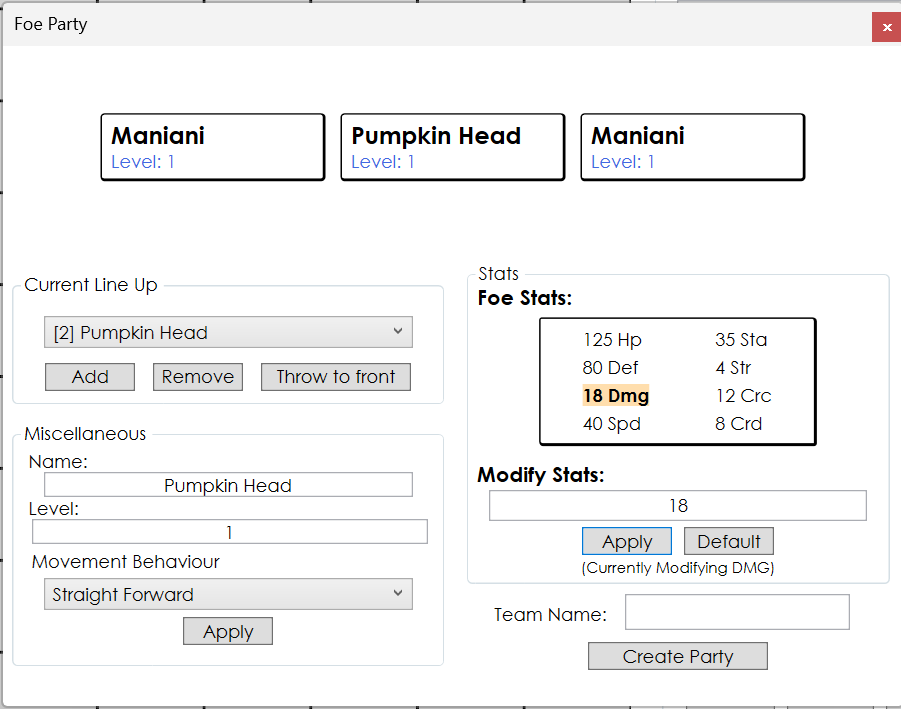 Foe Party
x
Maniani
Level: 1
Pumpkin Head
Level: 1
Maniani
Level: 1
Current Line Up
[2] Pumpkin Head
Add
Remove
Throw to front
Miscellaneous
Name:
Pumpkin Head
Level:
1
Movement Behaviour
Straight Forward
Apply
Stats
Foe Stats:
125 Hp 35 Sta
80 Def 4 Str
18 Dmg 12 Crc
40 Spd 8 Crd
Modify Stats:
18
Apply
Default
(Currently Modifying DMG)
Team Name:
Create Party